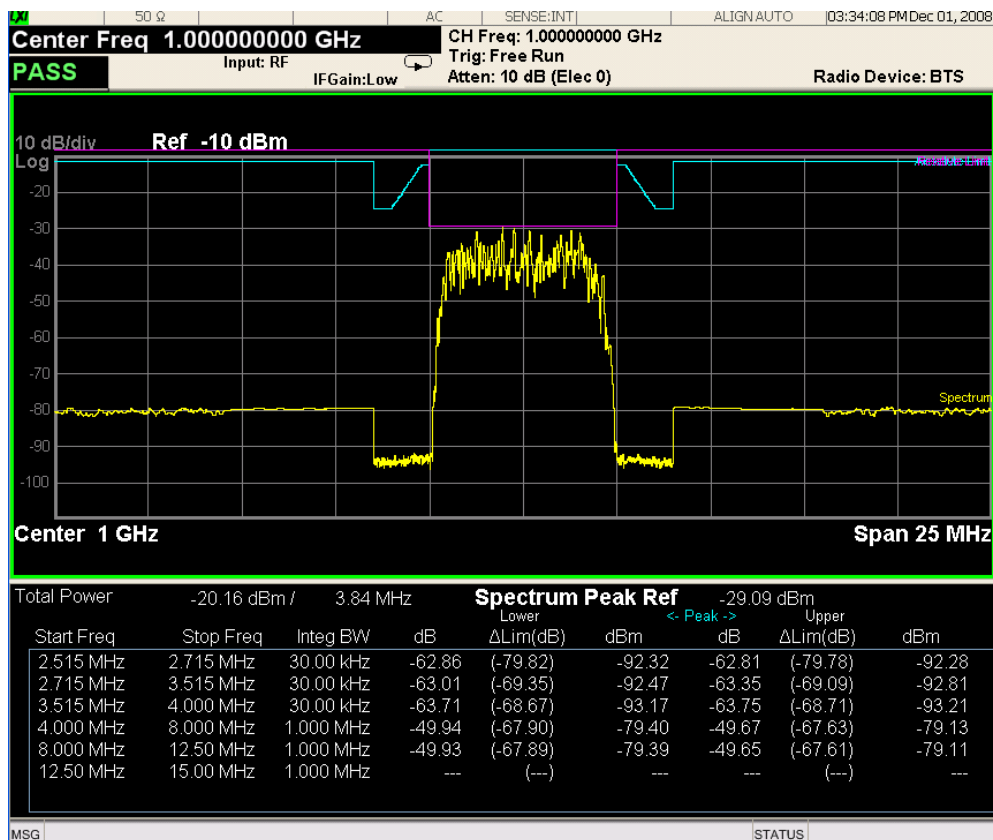 LXI 50 Ω AC SENSE:INT ALIGN AUTO 03:34:08 PM Dec 01, 2008
Center Freq 1.000000000 GHz CH Freq: 1.000000000 GHz
PASS Input: RF Trig: Free Run
IFGain:Low Atten: 10 dB (Elec 0) Radio Device: BTS
10 dB/div Ref -10 dBm
Log
-20
-30
-40
-50
-60
-70
-80
Spectrum
-90
-100
Center 1 GHz Span 25 MHz
Total Power -20.16 dBm / 3.84 MHz Spectrum Peak Ref -29.09 dBm
Lower <- Peak -> Upper
Start Freq Stop Freq Integ BW dB ΔLim(dB) dBm dB ΔLim(dB) dBm
2.515 MHz 2.715 MHz 30.00 kHz -62.86 (-79.82) -92.32 -62.81 (-79.78) -92.28
2.715 MHz 3.515 MHz 30.00 kHz -63.01 (-69.35) -92.47 -63.35 (-69.09) -92.81
3.515 MHz 4.000 MHz 30.00 kHz -63.71 (-68.67) -93.17 -63.75 (-68.71) -93.21
4.000 MHz 8.000 MHz 1.000 MHz -49.94 (-67.90) -79.40 -49.67 (-67.63) -79.13
8.000 MHz 12.50 MHz 1.000 MHz -49.93 (-67.89) -79.39 -49.65 (-67.61) -79.11
12.50 MHz 15.00 MHz 1.000 MHz --- (---) --- --- (---) ---
MSG STATUS